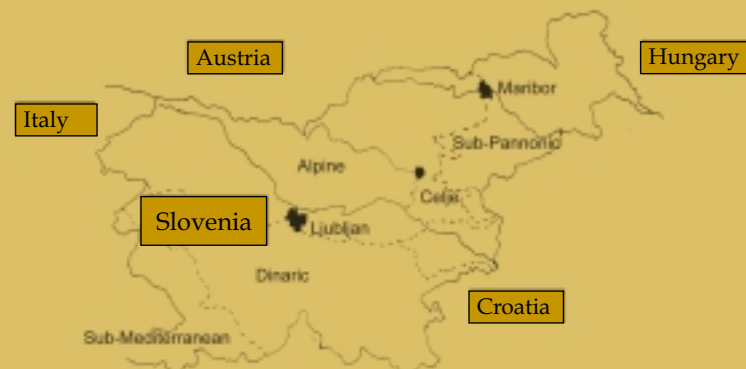 Austria
Hungary
Italy
Maribor
Sub-Pannonic
Alpine
Celje
Slovenia
Ljubljan
Dinaric
Croatia
Sub-Mediterranean